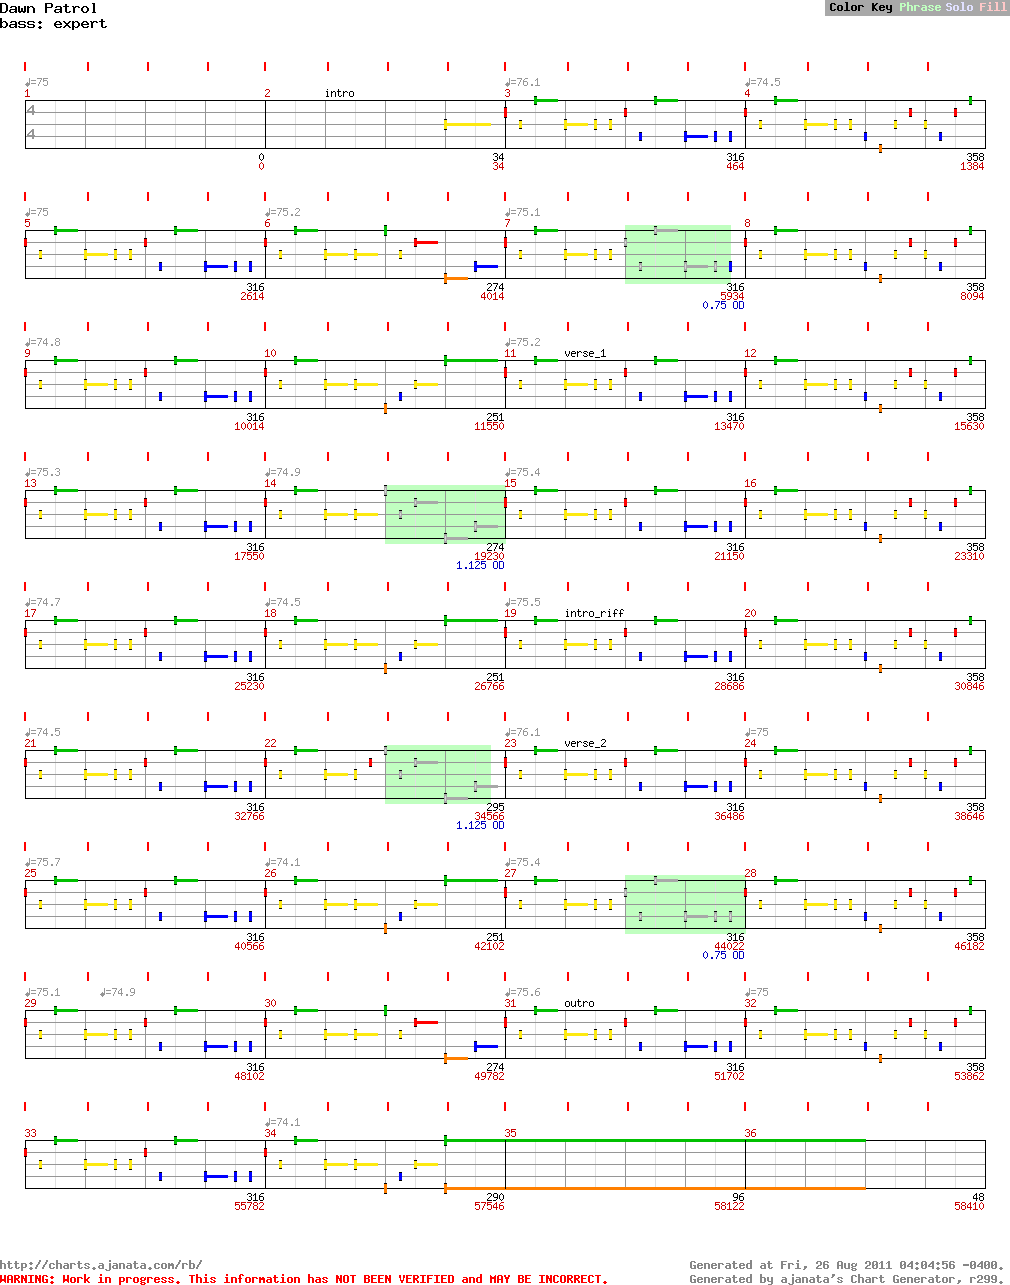 Dawn Patrol
bass: expert
Color Key Phrase Solo Fill
♩=75 ♩=76.1 ♩=74.5
1 2 intro 3 4
4
4
0 34 316 358
0 34 464 1384
♩=75 ♩=75.2 ♩=75.1
5 6 7 8
316 274 316 358
2614 4014 5934 8094
0.75 OD
♩=74.8 ♩=75.2
9 10 11 verse_1 12
316 251 316 358
10014 11550 13470 15630
♩=75.3 ♩=74.9 ♩=75.4
13 14 15 16
316 274 316 358
17550 19230 21150 23310
1.125 OD
♩=74.7 ♩=74.5 ♩=75.5
17 18 19 intro_riff 20
316 251 316 358
25230 26766 28686 30846
♩=74.5 ♩=76.1 ♩=75
21 22 23 verse_2 24
316 295 316 358
32766 34566 36486 38646
1.125 OD
♩=75.7 ♩=74.1 ♩=75.4
25 26 27 28
316 251 316 358
40566 42102 44022 46182
0.75 OD
♩=75.1 ♩=74.9 ♩=75.6 ♩=75
29 30 31 outro 32
316 274 316 358
48102 49782 51702 53862
♩=74.1
33 34 35 36
316 290 96 48
55782 57546 58122 58410
http://charts.ajanata.com/rb/ Generated at Fri, 26 Aug 2011 04:04:56 -0400.
WARNING: Work in progress. This information has NOT BEEN VERIFIED and MAY BE INCORRECT. Generated by ajanata's Chart Generator, r299.